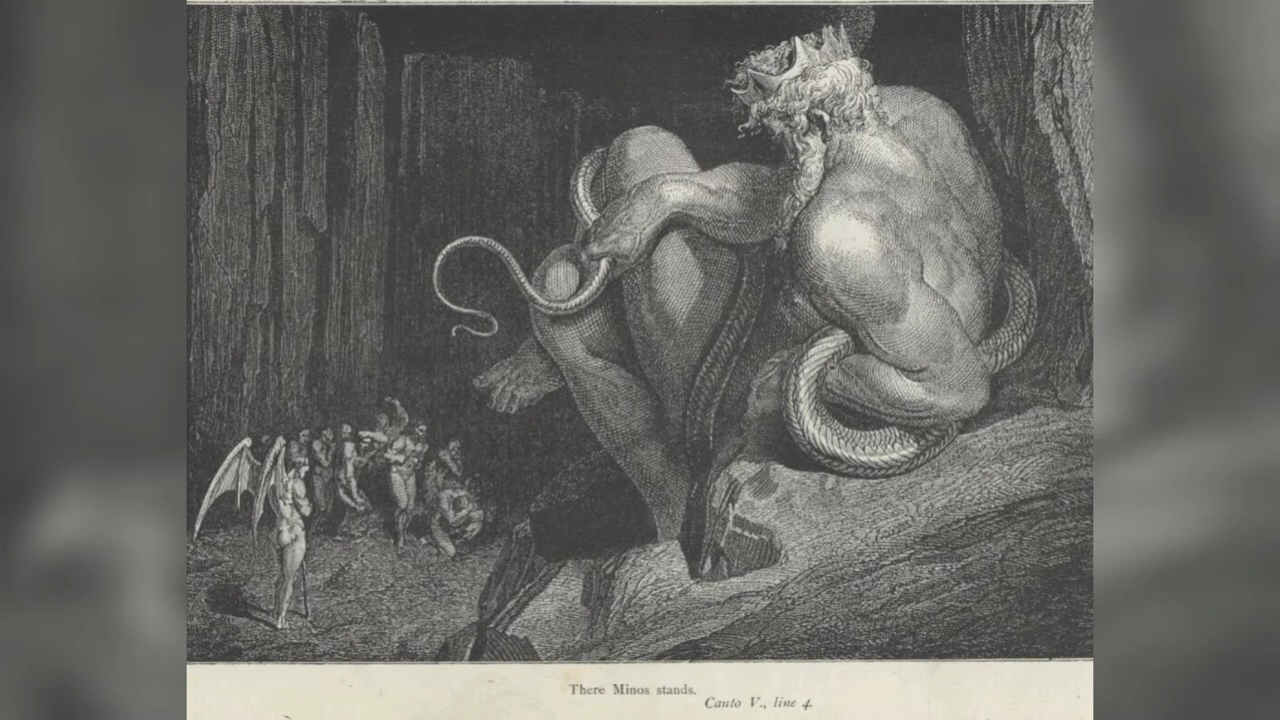 There Minos stands.
Canto V., line 4.